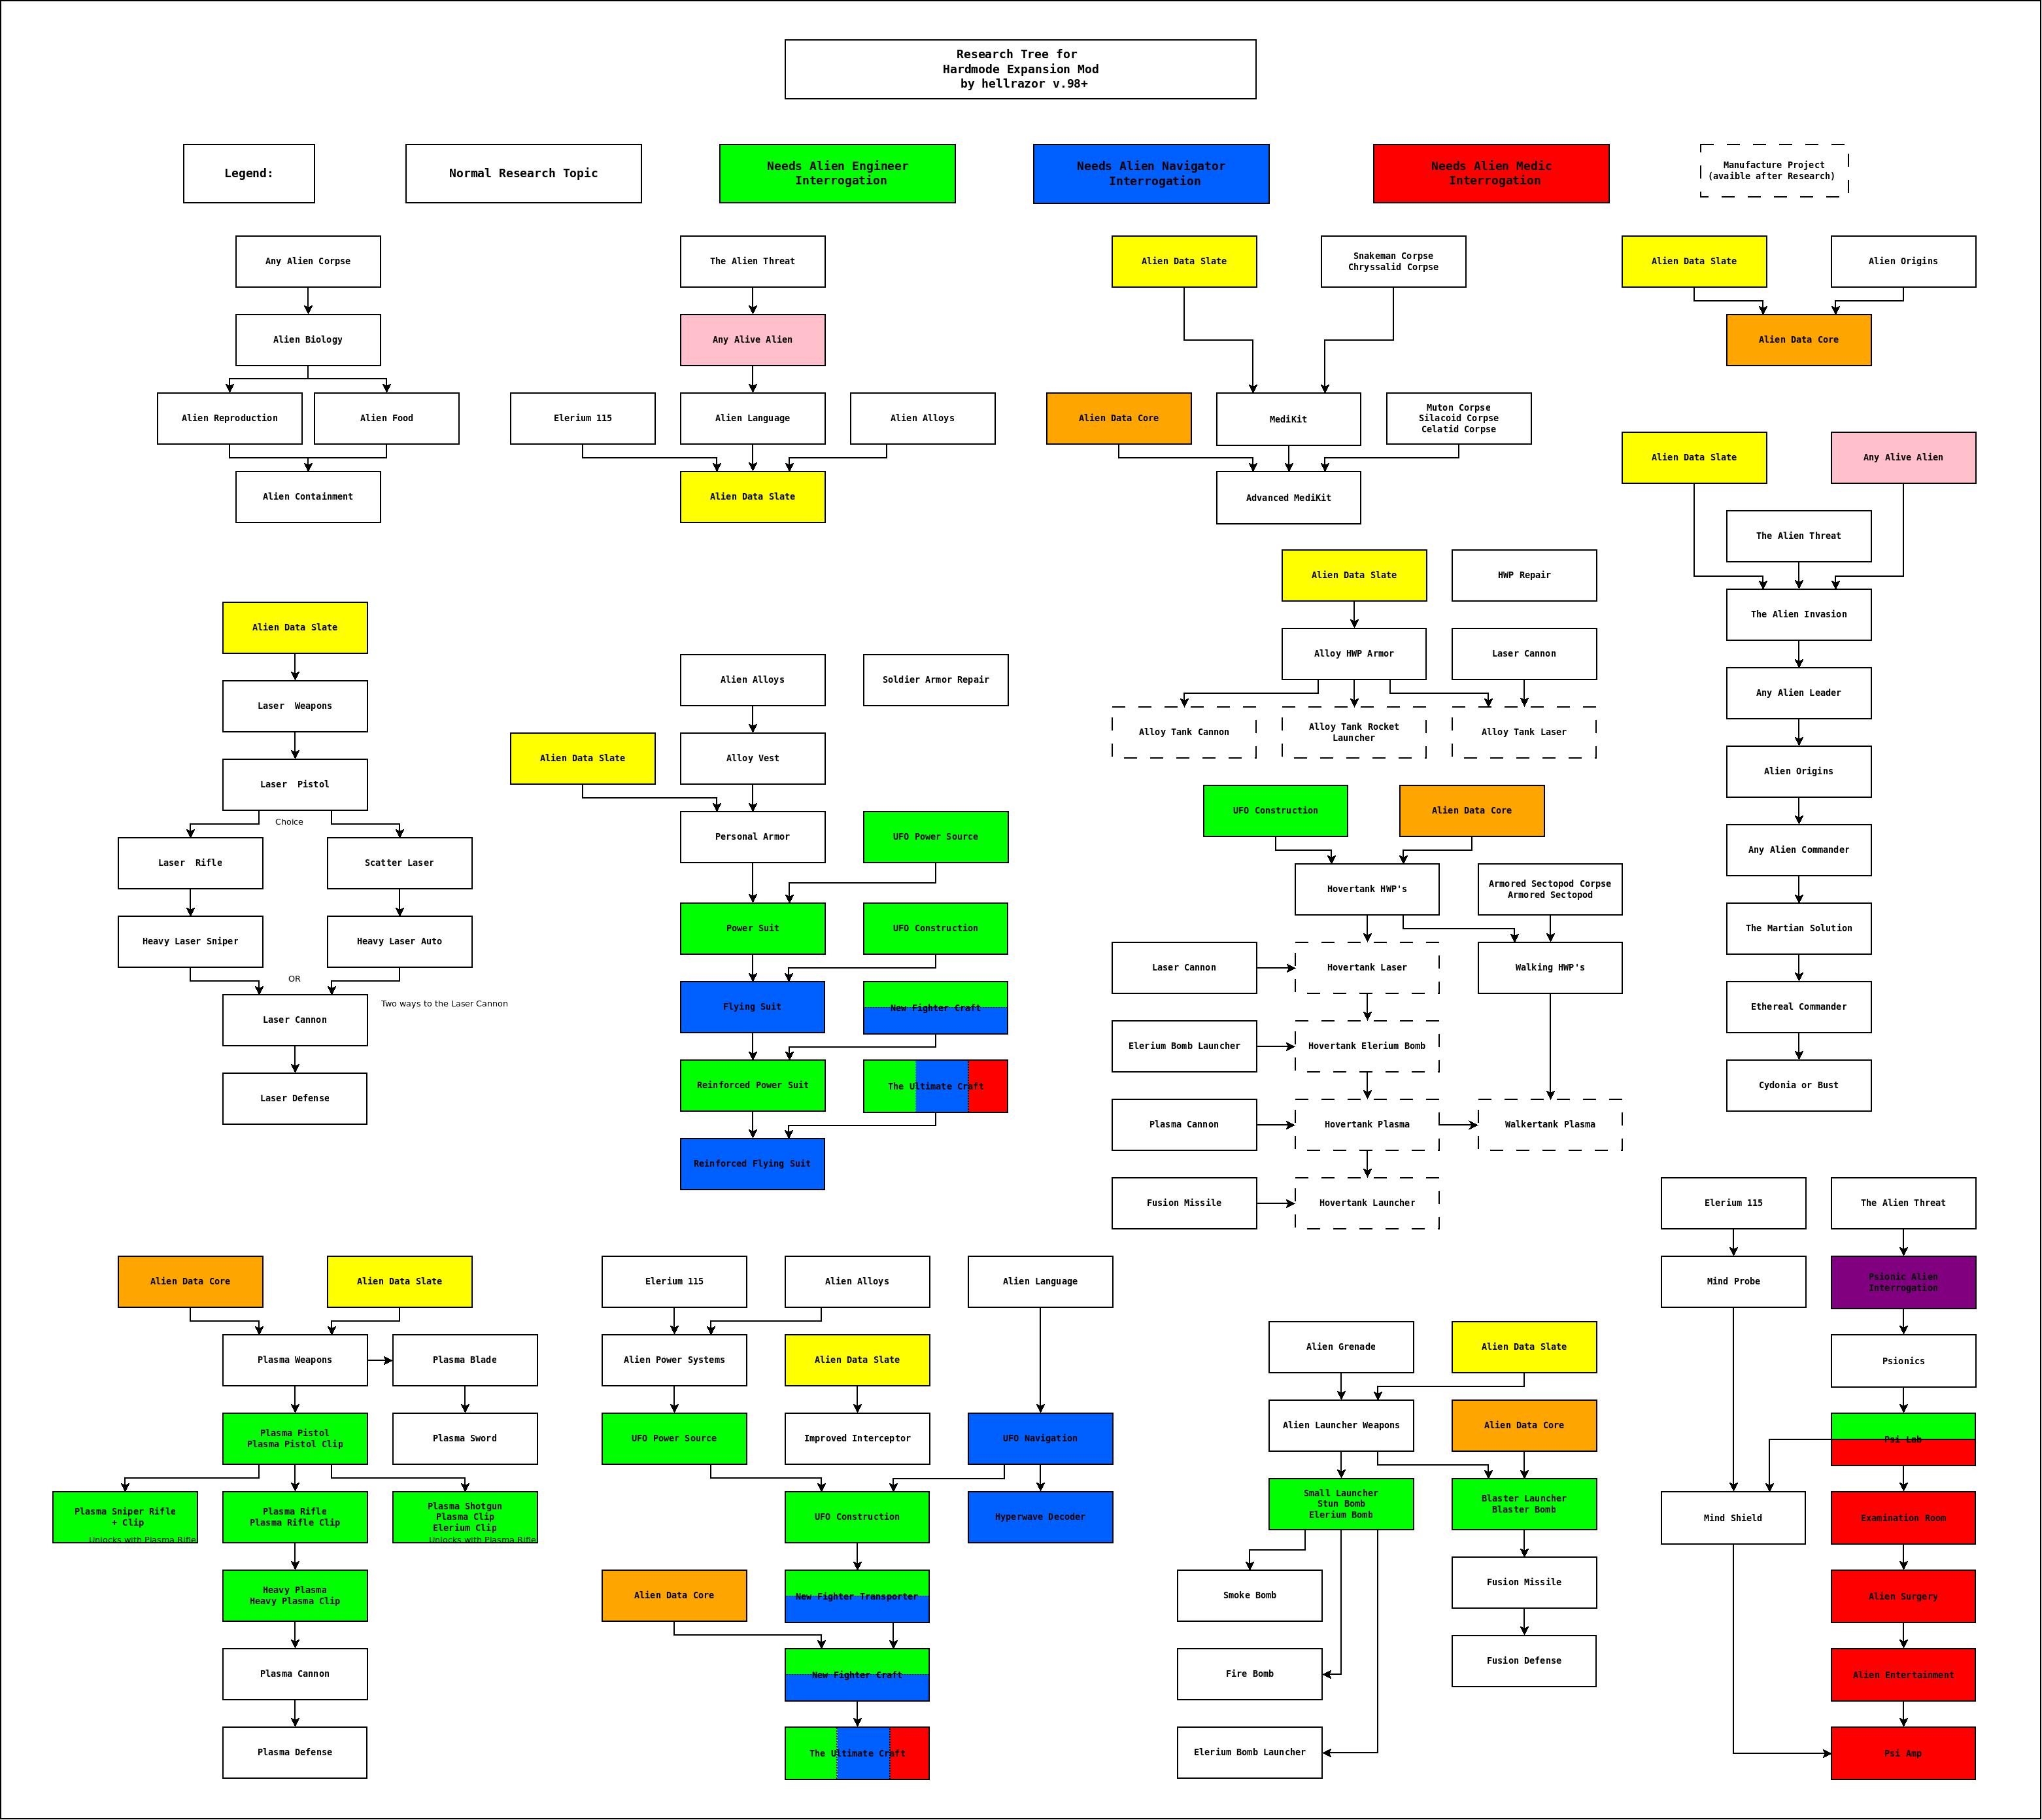 Research Tree for
Hardmode Expansion Mod
by hellrazor v.98+
Legend:
Normal Research Topic
Needs Alien Engineer
Interrogation
Needs Alien Navigator
Interrogation
Needs Alien Medic
Interrogation
Manufacture Project
(avaible after Research)
Any Alien Corpse
Alien Biology
Alien Reproduction
Alien Food
Alien Containment
The Alien Threat
Any Alive Alien
Elerium 115
Alien Language
Alien Alloys
Alien Data Slate
Alien Data Slate
Snakeman Corpse
Chryssalid Corpse
Alien Data Core
MediKit
Muton Corpse
Silacoid Corpse
Celatid Corpse
Advanced MediKit
Alien Data Slate
Alien Origins
Alien Data Core
Alien Data Slate
Any Alive Alien
The Alien Threat
The Alien Invasion
Any Alien Leader
Alien Origins
Any Alien Commander
The Martian Solution
Ethereal Commander
Cydonia or Bust
Alien Data Slate
Laser  Weapons
Laser  Pistol
Choice
Laser  Rifle
Scatter Laser
Heavy Laser Sniper
Heavy Laser Auto
OR
Laser Cannon
Two ways to the Laser Cannon
Laser Defense
Alien Alloys
Soldier Armor Repair
Alien Data Slate
Alloy Vest
Personal Armor
UFO Power Source
Power Suit
UFO Construction
Flying Suit
New Fighter Craft
Reinforced Power Suit
The Ultimate Craft
Reinforced Flying Suit
Alien Data Slate
HWP Repair
Alloy HWP Armor
Laser Cannon
Alloy Tank Cannon
Alloy Tank Rocket
Launcher
Alloy Tank Laser
UFO Construction
Alien Data Core
Hovertank HWP's
Armored Sectopod Corpse
Armored Sectopod
Laser Cannon
Hovertank Laser
Walking HWP's
Elerium Bomb Launcher
Hovertank Elerium Bomb
Plasma Cannon
Hovertank Plasma
Walkertank Plasma
Fusion Missile
Hovertank Launcher
Alien Data Core
Alien Data Slate
Plasma Weapons
Plasma Blade
Plasma Pistol
Plasma Pistol Clip
Plasma Sword
Plasma Sniper Rifle
+ Clip
Unlocks with Plasma Rifle
Plasma Rifle
Plasma Rifle Clip
Plasma Shotgun
Plasma Clip
Elerium Clip
Unlocks with Plasma Rifle
Heavy Plasma
Heavy Plasma Clip
Plasma Cannon
Plasma Defense
Elerium 115
Alien Alloys
Alien Language
Alien Power Systems
Alien Data Slate
UFO Power Source
Improved Interceptor
UFO Navigation
UFO Construction
Hyperwave Decoder
Alien Data Core
New Fighter Transporter
New Fighter Craft
The Ultimate Craft
Alien Grenade
Alien Data Slate
Alien Launcher Weapons
Alien Data Core
Small Launcher
Stun Bomb
Elerium Bomb
Blaster Launcher
Blaster Bomb
Smoke Bomb
Fusion Missile
Fire Bomb
Fusion Defense
Elerium Bomb Launcher
Elerium 115
The Alien Threat
Mind Probe
Psionic Alien
Interrogation
Psionics
Psi Lab
Mind Shield
Examination Room
Alien Surgery
Alien Entertainment
Psi Amp